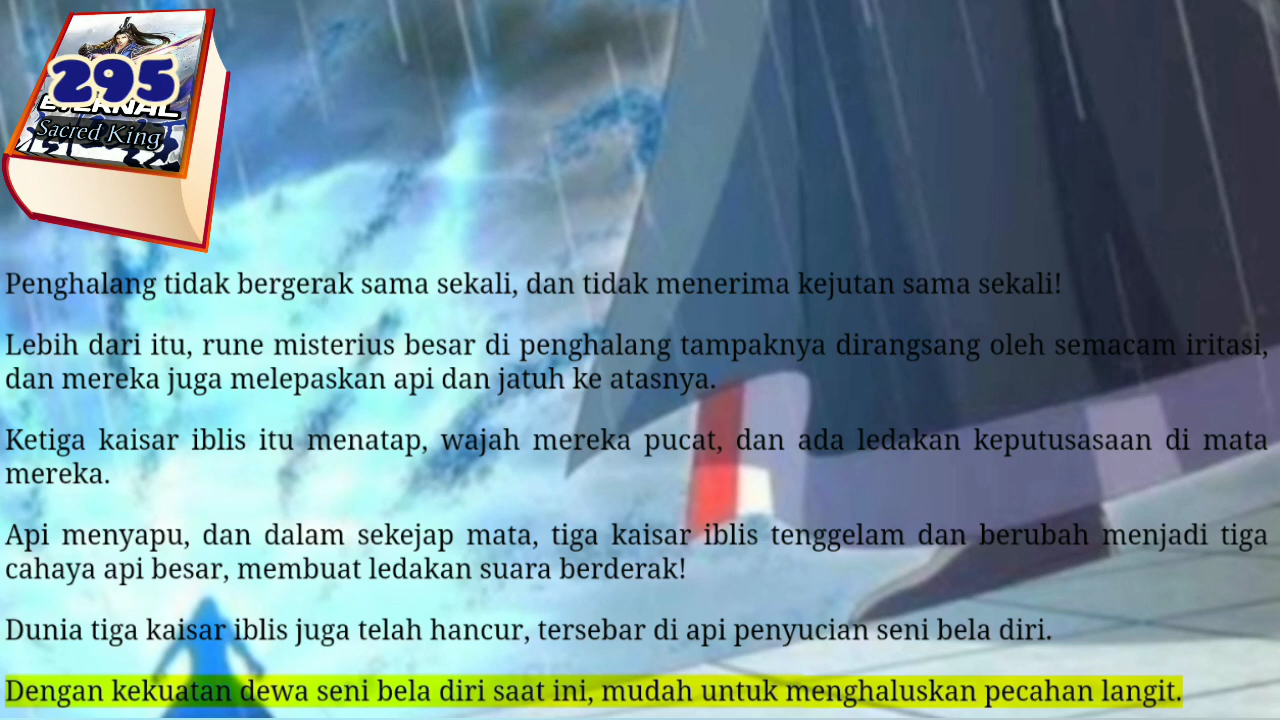 295
ETERNAL
Sacred King
Penghalang tidak bergerak sama sekali, dan tidak menerima kejutan sama sekali!
Lebih dari itu, rune misterius besar di penghalang tampaknya dirangsang oleh semacam iritasi,
dan mereka juga melepaskan api dan jatuh ke atasnya.
Ketiga kaisar iblis itu menatap, wajah mereka pucat, dan ada ledakan keputusasaan di mata
mereka.
Api menyapu, dan dalam sekejap mata, tiga kaisar iblis tenggelam dan berubah menjadi tiga
cahaya api besar, membuat ledakan suara berderak!
Dunia tiga kaisar iblis juga telah hancur, tersebar di api penyucian seni bela diri.
Dengan kekuatan dewa seni bela diri saat ini, mudah untuk menghaluskan pecahan langit.